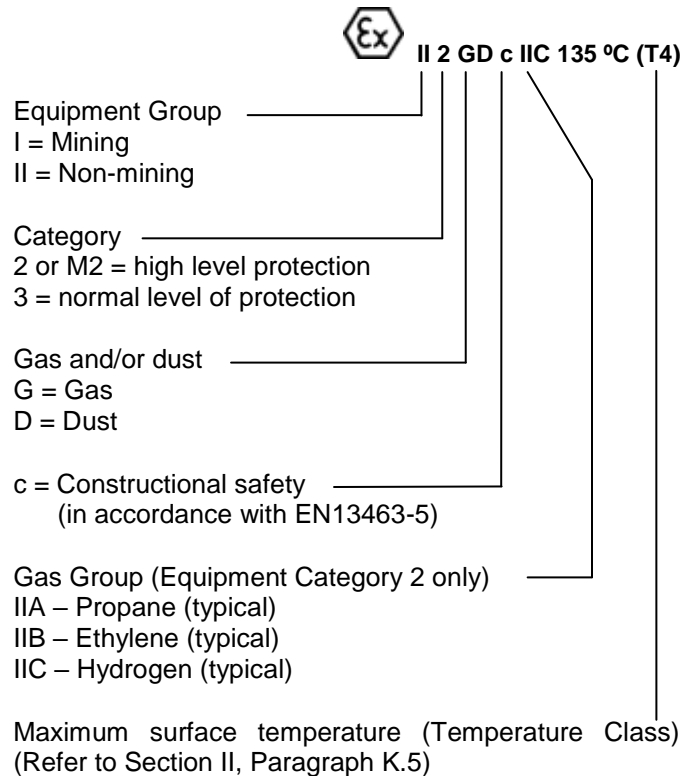 Ex II 2 GD c IIC 135 ºC (T4)
Equipment Group
I = Mining
II = Non-mining
Category
2 or M2 = high level protection
3 = normal level of protection
Gas and/or dust
G = Gas
D = Dust
c = Constructional safety
(in accordance with EN13463-5)
Gas Group (Equipment Category 2 only)
IIA – Propane (typical)
IIB – Ethylene (typical)
IIC – Hydrogen (typical)
Maximum surface temperature (Temperature Class)
(Refer to Section II, Paragraph K.5)